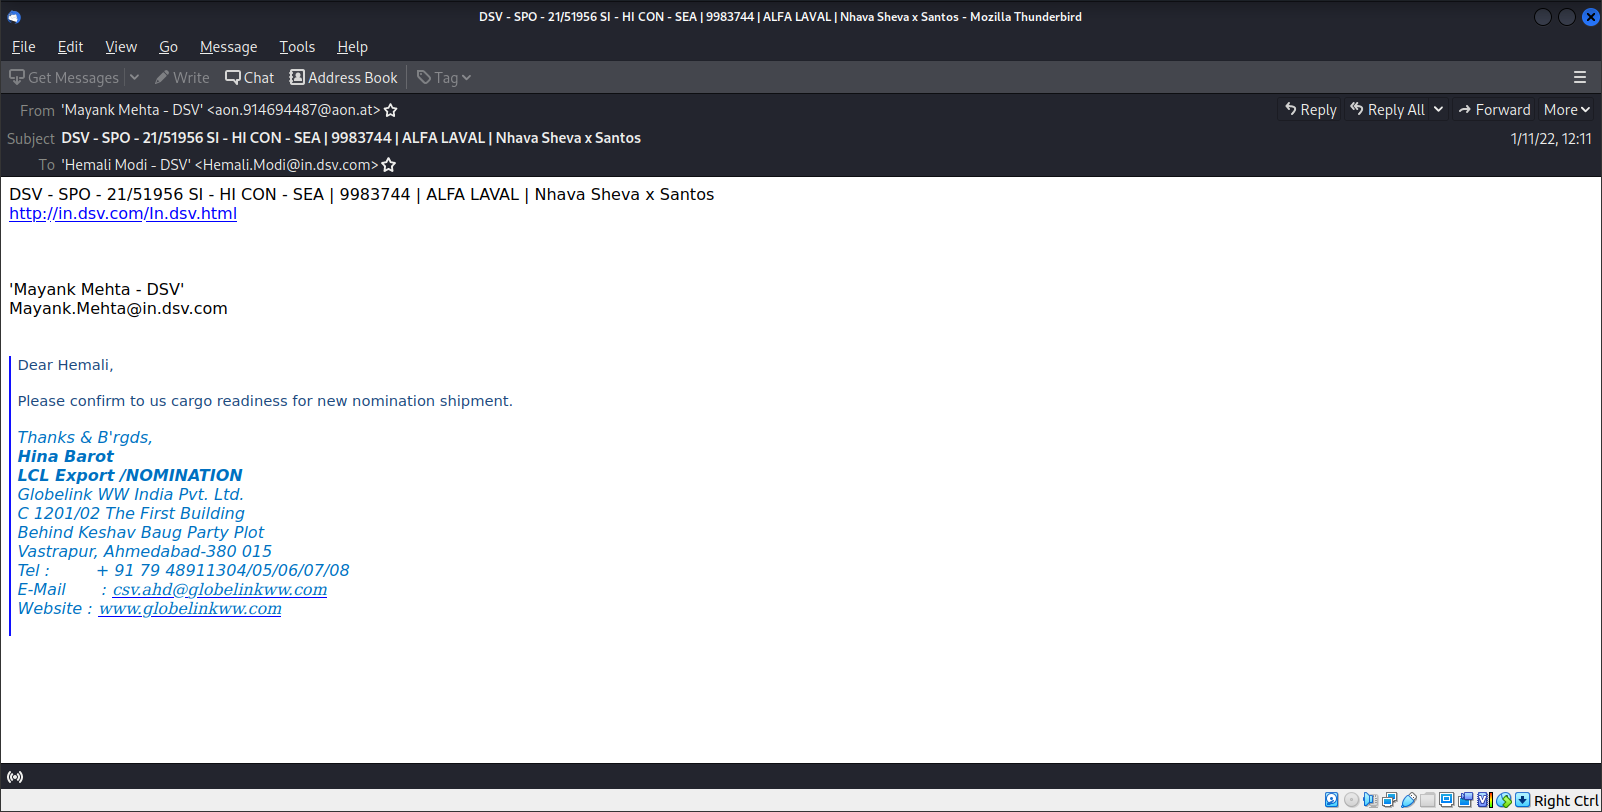 DSV - SPO - 21/51956 SI - HI CON - SEA | 9983744 | ALFA LAVAL | Nhava Sheva x Santos - Mozilla Thunderbird
File Edit View Go Message Tools Help
Get Messages Write Chat Address Book Tag
From 'Mayank Mehta - DSV' <aon.914694487@aon.at> Reply Reply All Forward More
Subject DSV - SPO - 21/51956 SI - HI CON - SEA | 9983744 | ALFA LAVAL | Nhava Sheva x Santos 1/11/22, 12:11
To 'Hemali Modi - DSV' <Hemali.Modi@in.dsv.com>
DSV - SPO - 21/51956 SI - HI CON - SEA | 9983744 | ALFA LAVAL | Nhava Sheva x Santos
http://in.dsv.com/In.dsv.html
'Mayank Mehta - DSV'
Mayank.Mehta@in.dsv.com
Dear Hemali,
Please confirm to us cargo readiness for new nomination shipment.
Thanks & B'rgds,
Hina Barot
LCL Export /NOMINATION
Globelink WW India Pvt. Ltd.
C 1201/02 The First Building
Behind Keshav Baug Party Plot
Vastrapur, Ahmedabad-380 015
Tel : + 91 79 48911304/05/06/07/08
E-Mail : csv.ahd@globelinkww.com
Website : www.globelinkww.com
Right Ctrl